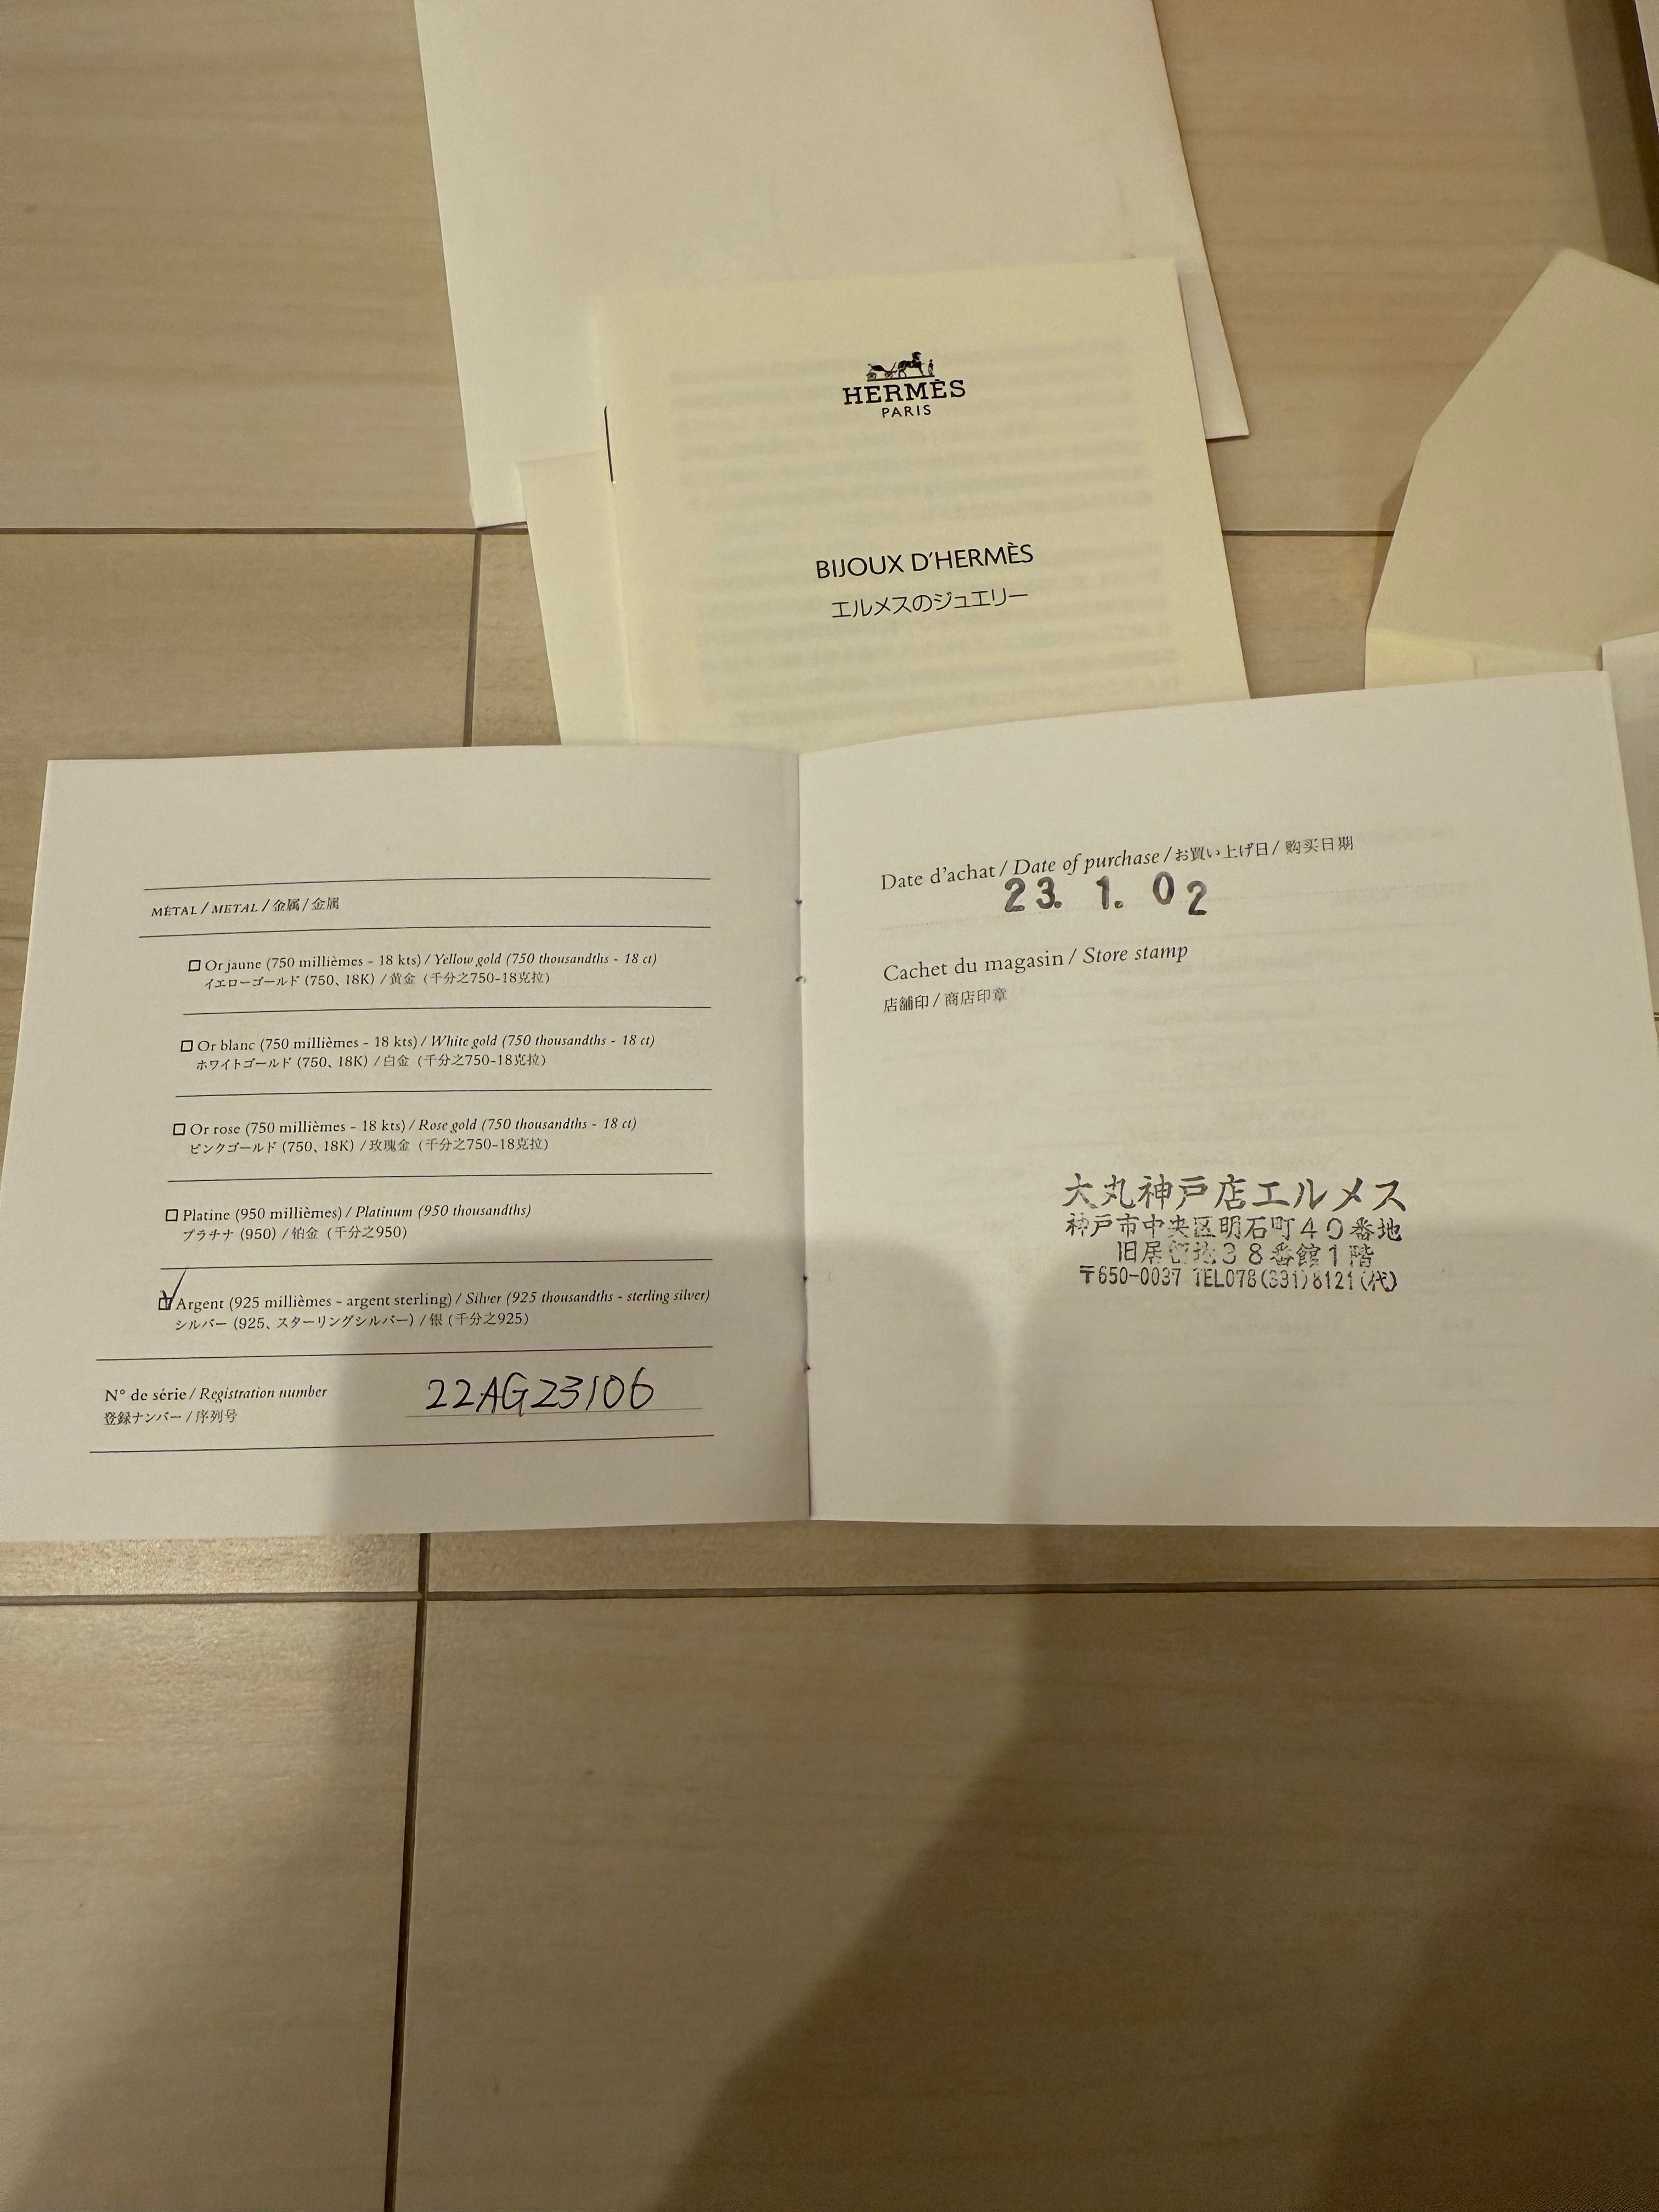 HERMÈS
PARIS
BIJOUX D'HERMÈS
エルメスのジュエリー
MÉTAL / METAL / 金属 / 金属
Or jaune (750 millièmes - 18 kts) / Yellow gold (750 thousandths - 18 ct)
イエローゴールド (750、18K) / 黄金 (千分之750-18克拉)
Or blanc (750 millièmes - 18 kts) / White gold (750 thousandths - 18 ct)
ホワイトゴールド (750、18K) / 白金 (千分之750-18克拉)
Or rose (750 millièmes - 18 kts) / Rose gold (750 thousandths - 18 ct)
ピンクゴールド (750、18K) / 玫瑰金 (千分之750-18克拉)
Platine (950 millièmes) / Platinum (950 thousandths)
プラチナ (950) / 铂金 (千分之950)
Argent (925 millièmes - argent sterling) / Silver (925 thousandths - sterling silver)
シルバー (925、スターリングシルバー) / 银 (千分之925)
N° de série / Registration number
登録ナンバー / 序列号
22AG23106
Date d'achat / Date of purchase / お買い上げ日 / 购买日期
23. 1. 02
Cachet du magasin / Store stamp
店舗印 / 商店印章
大丸神戸店エルメス
神戸市中央区明石町40番地
旧居留地38番館1階
〒650-0037 TEL078(331)8121(代)